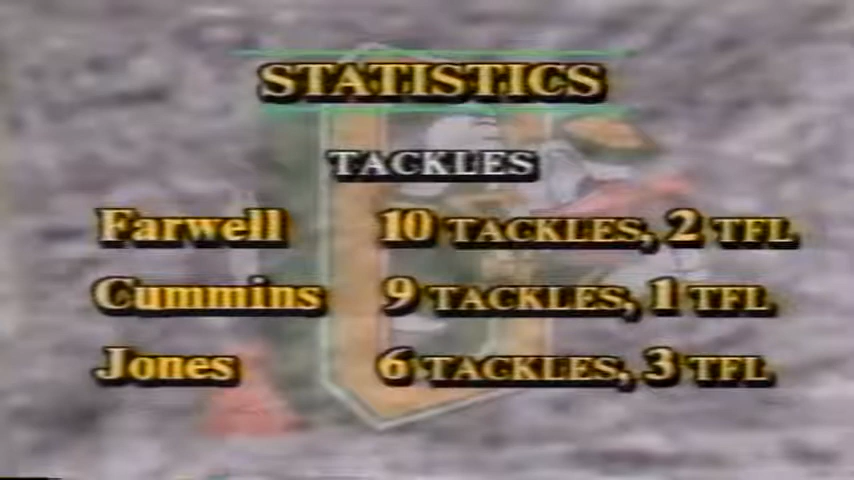 STATISTICS
TACKLES
Farwell 10 TACKLES, 2 TFL
Cummins 9 TACKLES, 1 TFL
Jones 6 TACKLES, 3 TFL